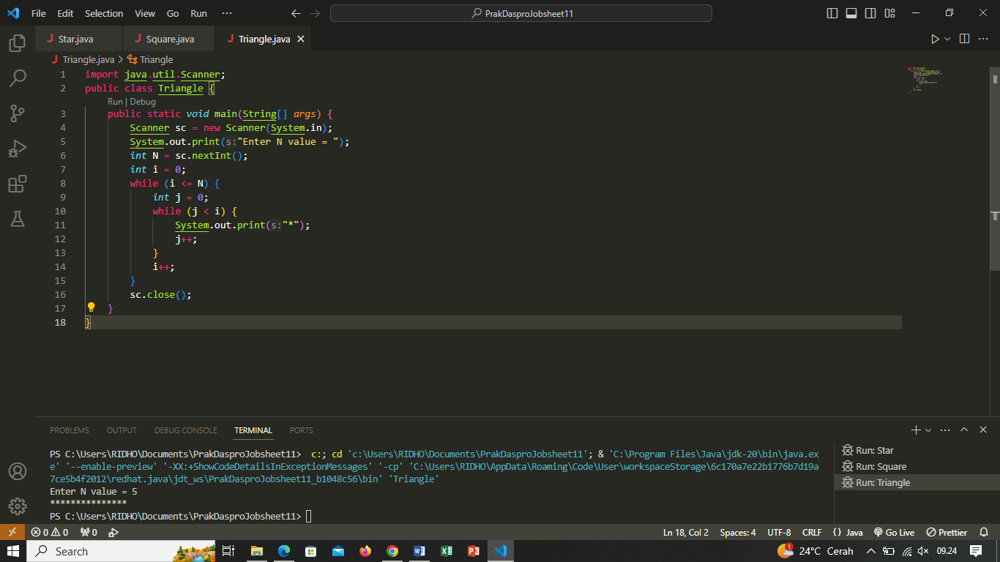 File Edit Selection View Go Run ··· PrakDasproJobsheet11
Star.java Square.java Triangle.java
Triangle.java > Triangle
1 import java.util.Scanner;
2 public class Triangle {
Run | Debug
3 public static void main(String[] args) {
4 Scanner sc = new Scanner(System.in);
5 System.out.print(s:"Enter N value = ");
6 int N = sc.nextInt();
7 int i = 0;
8 while (i <= N) {
9 int j = 0;
10 while (j < i) {
11 System.out.print(s:"*");
12 j++;
13 }
14 i++;
15 }
16 sc.close();
17 }
18 }
PROBLEMS OUTPUT DEBUG CONSOLE TERMINAL PORTS
PS C:\Users\RIDHO\Documents\PrakDasproJobsheet11> c:; cd 'c:\Users\RIDHO\Documents\PrakDasproJobsheet11'; & 'C:\Program Files\Java\jdk-20\bin\java.ex
e' '--enable-preview' '-XX:+ShowCodeDetailsInExceptionMessages' '-cp' 'C:\Users\RIDHO\AppData\Roaming\Code\User\workspaceStorage\6c170a7e22b1776b7d19a
7ce5b4f2012\redhat.java\jdt_ws\PrakDasproJobsheet11_b1048c56\bin' 'Triangle'
Enter N value = 5
***************
PS C:\Users\RIDHO\Documents\PrakDasproJobsheet11>
Run: Star
Run: Square
Run: Triangle
0 0 0 Ln 18, Col 2 Spaces: 4 UTF-8 CRLF {} Java Go Live Prettier
Search 1 24°C Cerah 09.24